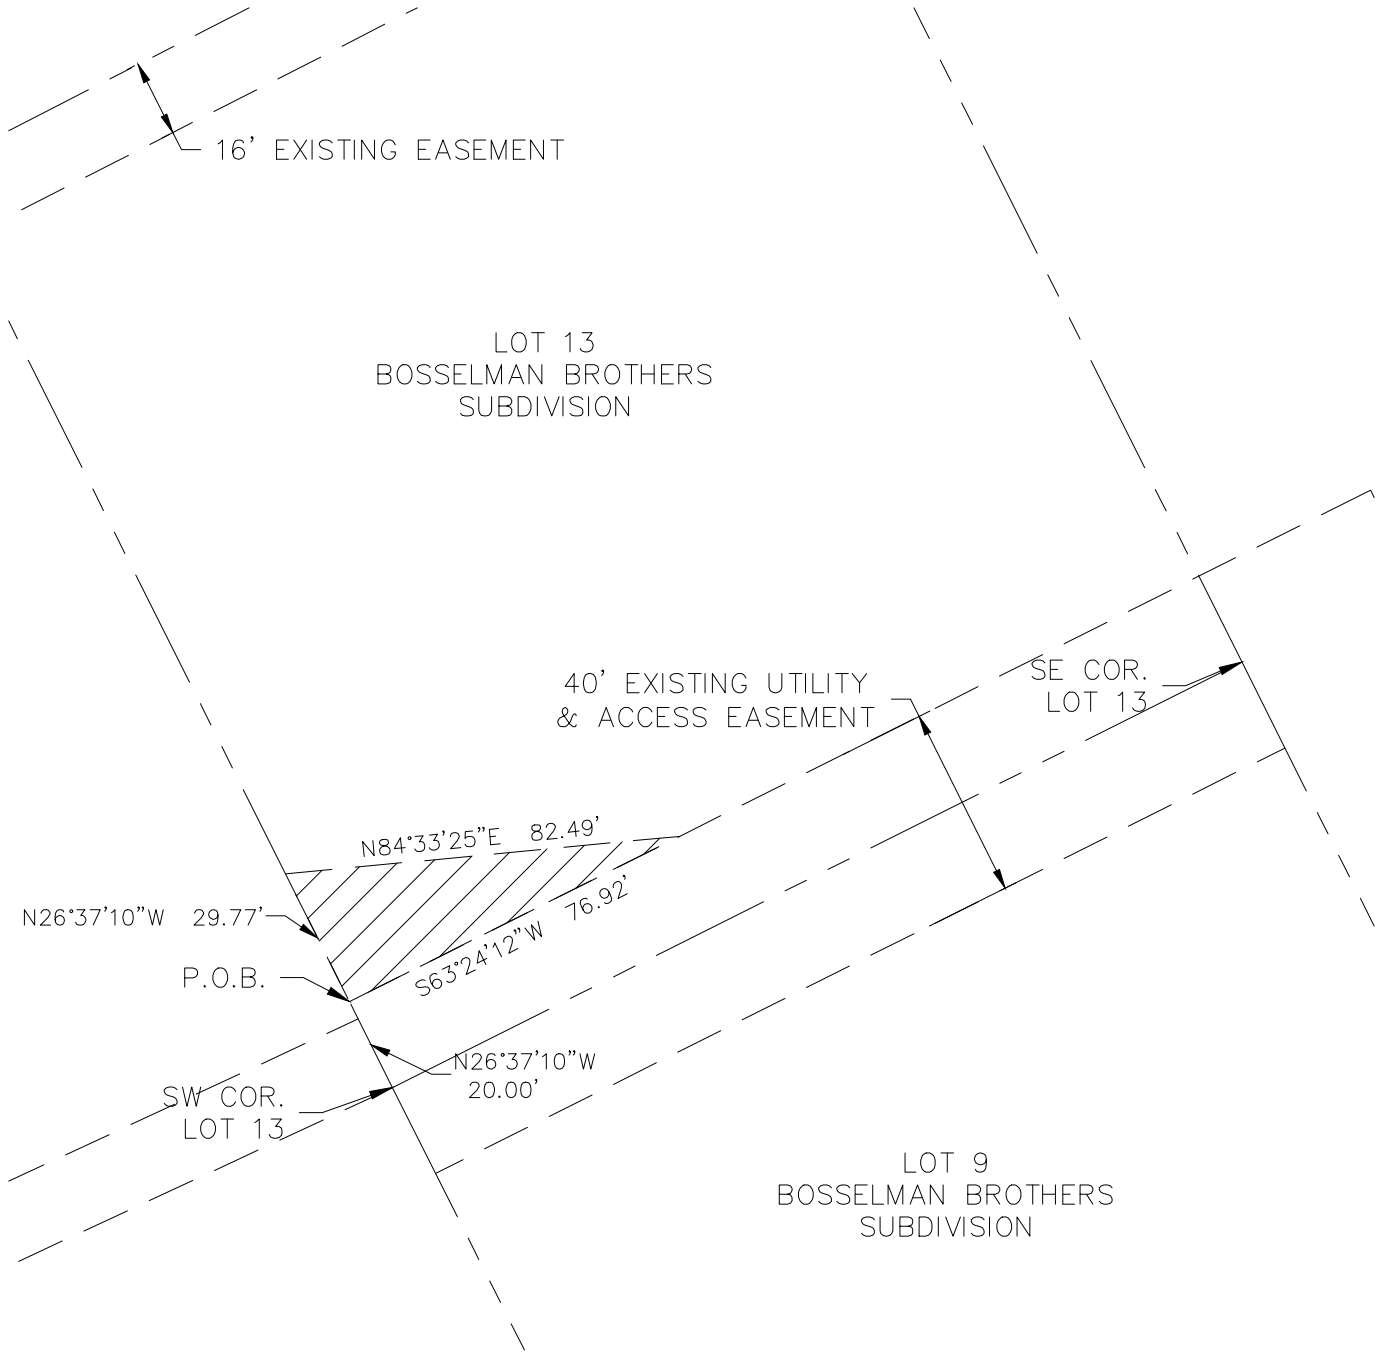 16' EXISTING EASEMENT
LOT 13
BOSSELMAN BROTHERS
SUBDIVISION
SE COR.
LOT 13
40' EXISTING UTILITY
& ACCESS EASEMENT
N84°33'25"E 82.49'
N26°37'10"W 29.77'
S63°24'12"W 76.92'
P.O.B.
N26°37'10"W
20.00'
SW COR.
LOT 13
LOT 9
BOSSELMAN BROTHERS
SUBDIVISION